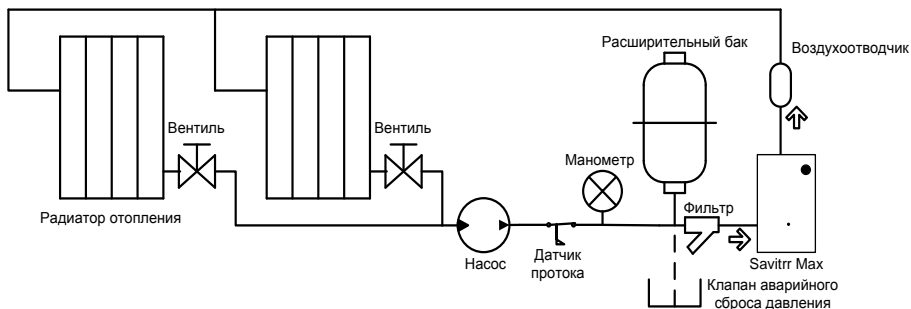 Расширительный бак
Воздухоотводчик
Вентиль
Вентиль
Манометр
Радиатор отопления
Фильтр
Насос
Датчик
протока
Savitrr Max
Клапан аварийного
сброса давления